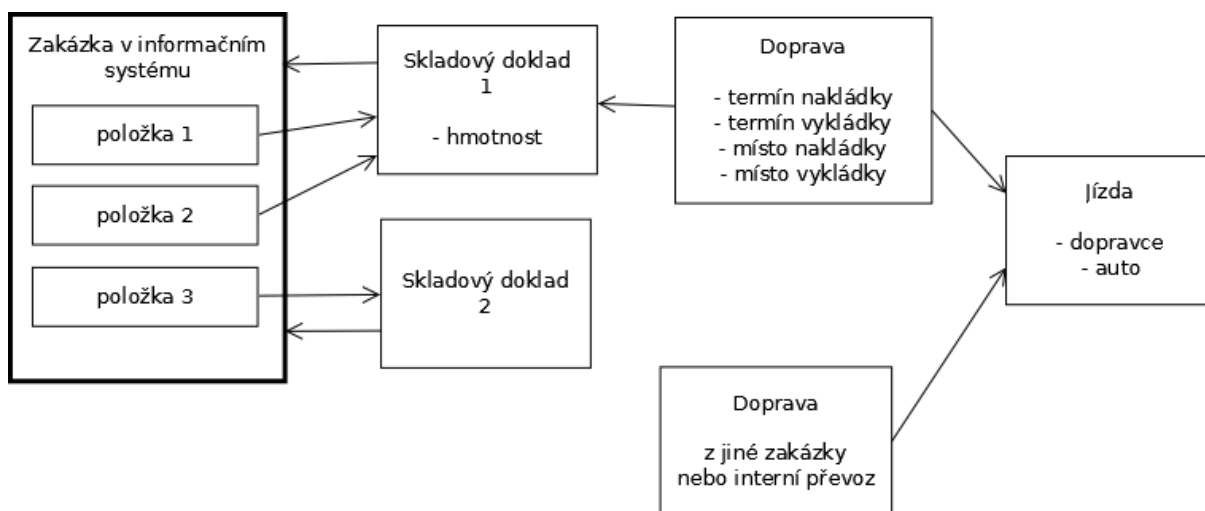 Zakázka v informačním
systému
položka 1
položka 2
položka 3
Skladový doklad
1
- hmotnost
Skladový doklad
2
Doprava
- termín nakládky
- termín vykládky
- místo nakládky
- místo vykládky
Jízda
- dopravce
- auto
Doprava
z jiné zakázky
nebo interní převoz